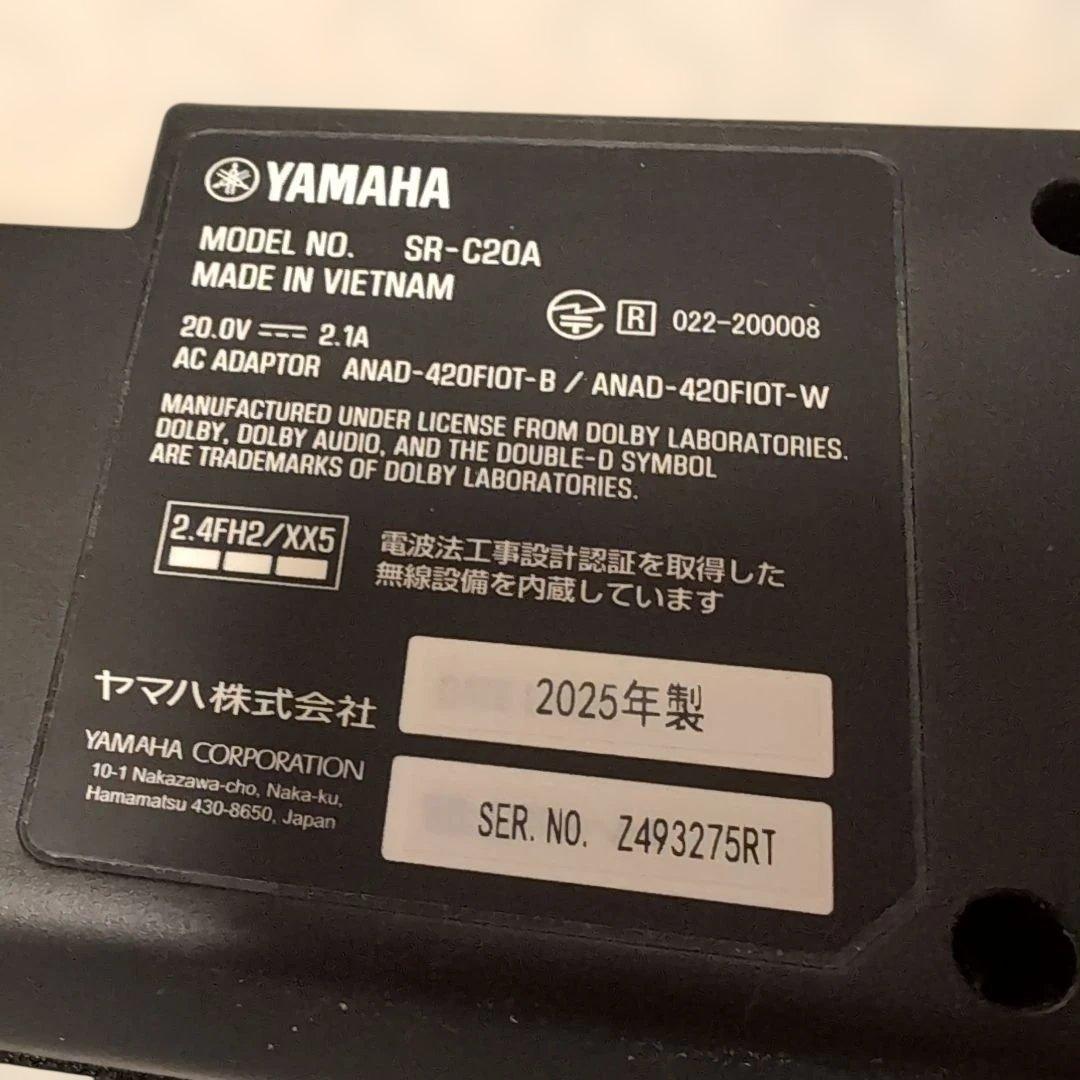 YAMAHA
MODEL NO. SR-C20A
MADE IN VIETNAM
R 022-200008
20.0V 2.1A
AC ADAPTOR ANAD-420FIOT-B / ANAD-420FIOT-W
MANUFACTURED UNDER LICENSE FROM DOLBY LABORATORIES.
DOLBY, DOLBY AUDIO, AND THE DOUBLE-D SYMBOL
ARE TRADEMARKS OF DOLBY LABORATORIES.
2.4FH2/XX5
電波法工事設計認証を取得した
無線設備を内蔵しています
ヤマハ株式会社
2025年製
YAMAHA CORPORATION
10-1 Nakazawa-cho, Naka-ku,
Hamamatsu 430-8650, Japan
SER. NO. Z493275RT